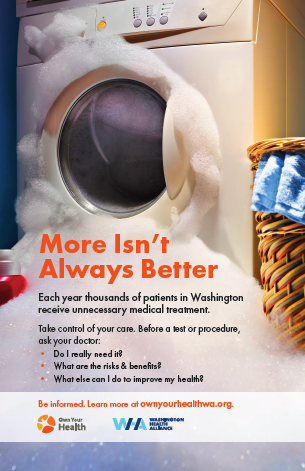 More Isn't
Always Better
Each year thousands of patients in Washington
receive unnecessary medical treatment.
Take control of your care. Before a test or procedure,
ask your doctor:
• Do I really need it?
• What are the risks & benefits?
• What else can I do to improve my health?
Be informed. Learn more at ownyourhealthwa.org.
Own Your
Health
WHA
WASHINGTON
HEALTH
ALLIANCE